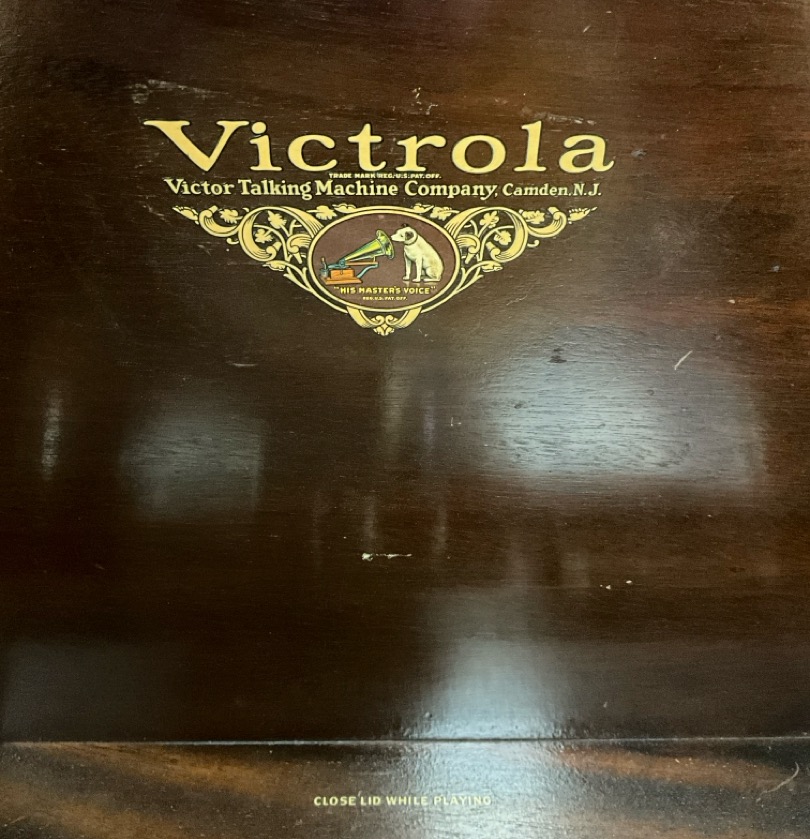 Victrola
TRADE MARK REG. U.S. PAT. OFF.
Victor Talking Machine Company, Camden, N.J.
"HIS MASTER'S VOICE"
REG. U.S. PAT. OFF.
CLOSE LID WHILE PLAYING